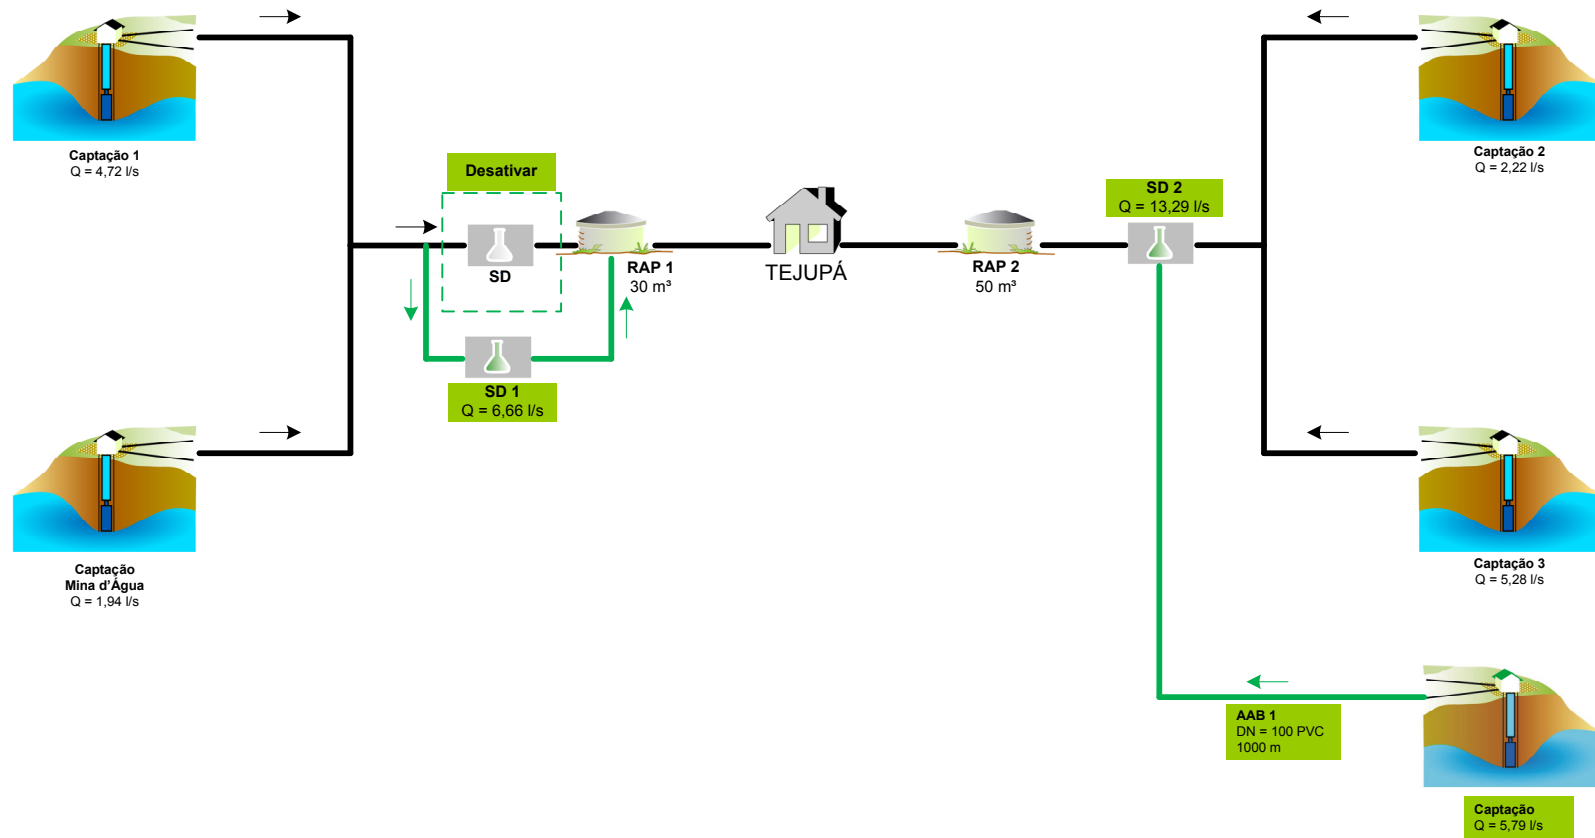 Captação 1
Q = 4,72 l/s
Captação 2
Q = 2,22 l/s
Desativar
SD 2
Q = 13,29 l/s
SD
RAP 1
30 m³
TEJUPÁ
RAP 2
50 m³
SD 1
Q = 6,66 l/s
Captação
Mina d'Água
Q = 1,94 l/s
Captação 3
Q = 5,28 l/s
AAB 1
DN = 100 PVC
1000 m
Captação
Q = 5,79 l/s